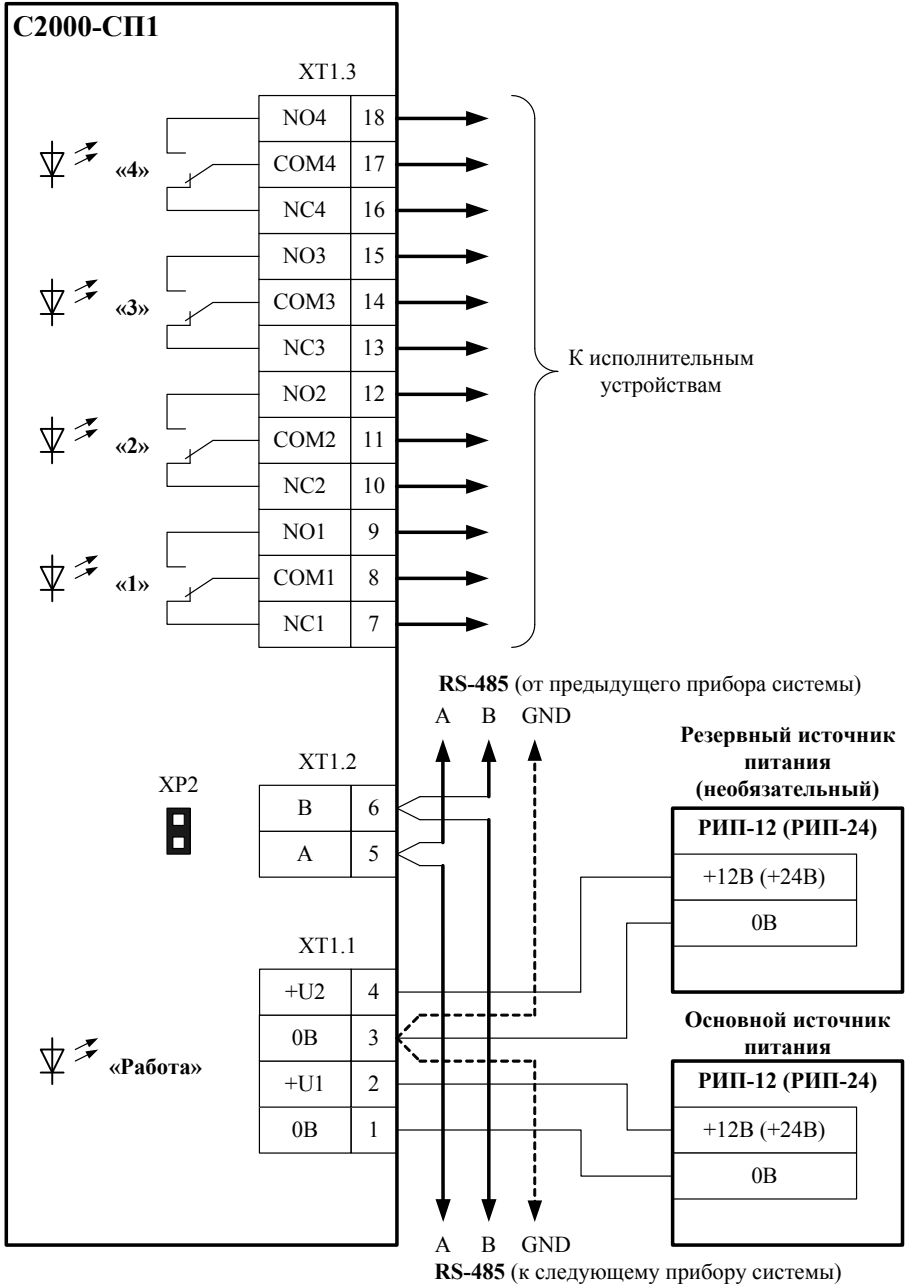 С2000-СП1
XT1.3
NO4 18
«4» COM4 17
NC4 16
NO3 15
«3» COM3 14
NC3 13
NO2 12
«2» COM2 11
NC2 10
NO1 9
«1» COM1 8
NC1 7
К исполнительным
устройствам
RS-485 (от предыдущего прибора системы)
A B GND
XP2
XT1.2
B 6
A 5
Резервный источник
питания
(необязательный)
РИП-12 (РИП-24)
+12В (+24В)
0В
XT1.1
+U2 4
0В 3
+U1 2
0В 1
«Работа»
Основной источник
питания
РИП-12 (РИП-24)
+12В (+24В)
0В
A B GND
RS-485 (к следующему прибору системы)